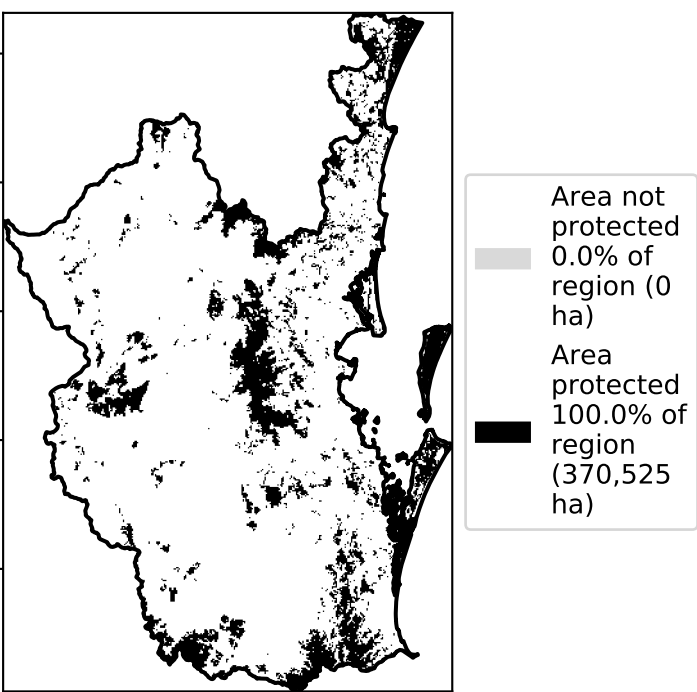 Area not
protected
0.0% of
region (0
ha)
Area
protected
100.0% of
region
(370,525
ha)